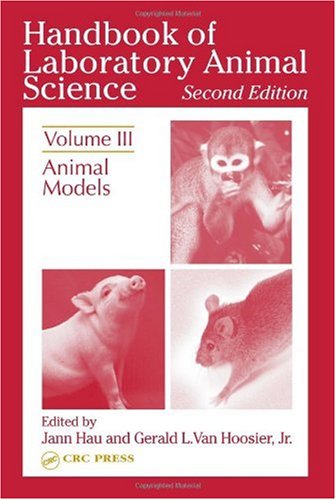 Handbook of
Laboratory Animal
Science Second Edition
Volume III
Animal
Models
Edited by
Jann Hau and Gerald L.Van Hoosier, Jr.
CRC CRC PRESS